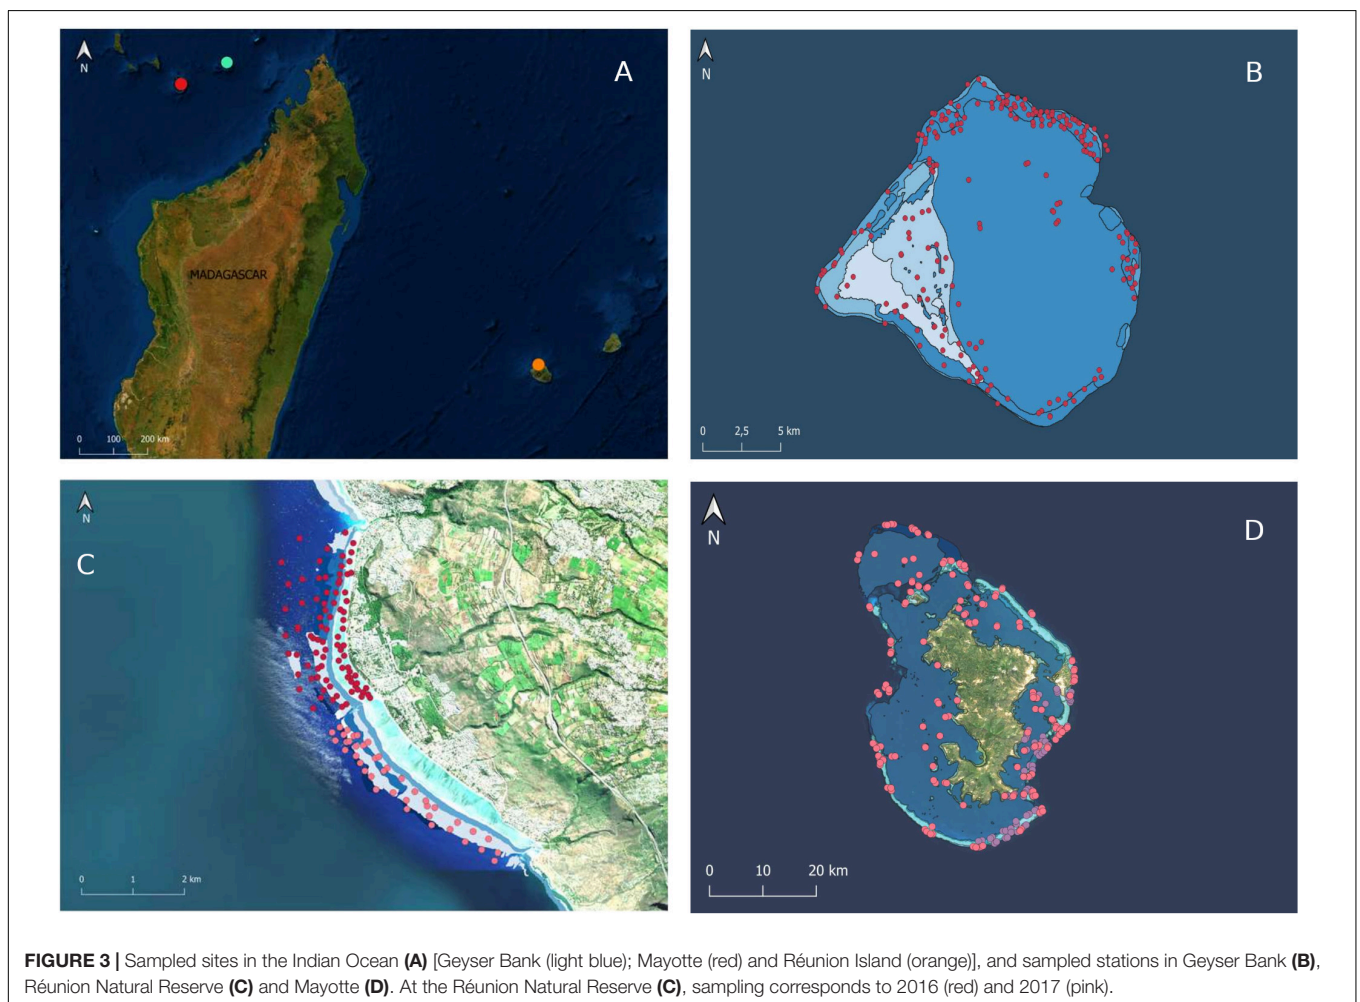 N
A
MADAGASCAR
0 100 200 km
N
B
0 2,5 5 km
N
C
0 1 2 km
N
D
0 10 20 km
FIGURE 3 | Sampled sites in the Indian Ocean (A) [Geyser Bank (light blue); Mayotte (red) and Réunion Island (orange)], and sampled stations in Geyser Bank (B),
Réunion Natural Reserve (C) and Mayotte (D). At the Réunion Natural Reserve (C), sampling corresponds to 2016 (red) and 2017 (pink).